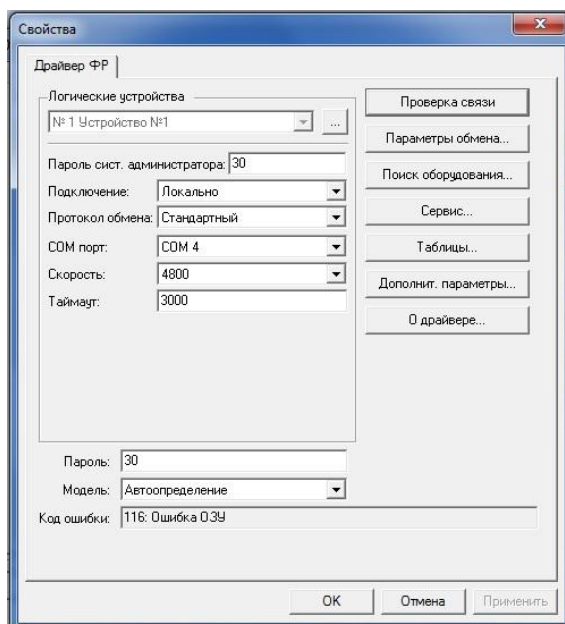 Свойства
Драйвер ФР
Логические устройства
№ 1 Устройство №1
...
Пароль сист. администратора: 30
Подключение: Локально
Протокол обмена: Стандартный
COM порт: COM 4
Скорость: 4800
Таймаут: 3000
Проверка связи
Параметры обмена...
Поиск оборудования...
Сервис...
Таблицы...
Дополнит. параметры...
О драйвере...
Пароль: 30
Модель: Автоопределение
Код ошибки: 116: Ошибка ОЗУ
OK
Отмена
Применить